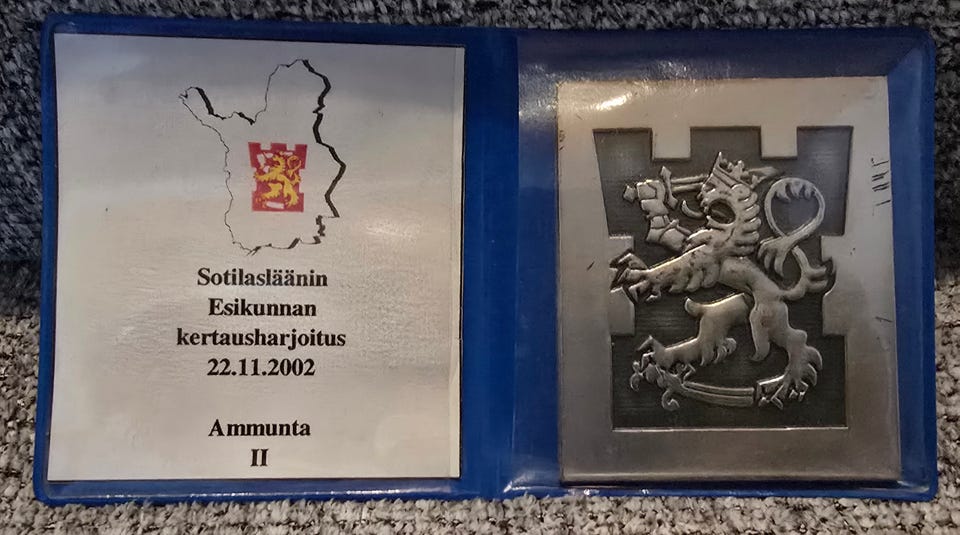 Sotilasläänin
Esikunnan
kertausharjoitus
22.11.2002
Ammunta
II